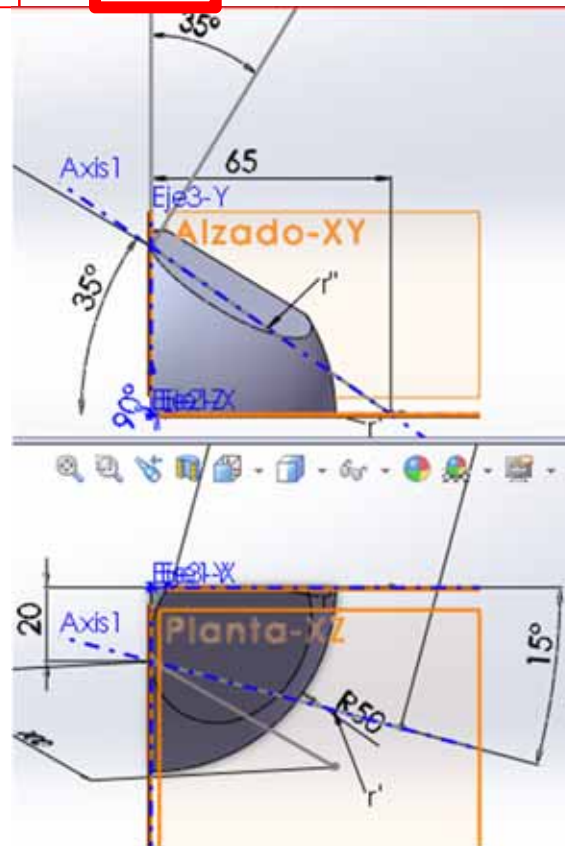 35°
65
Axis1
Eje3-Y
Alzado-XY
r"
35°
90°
r'
20
Axis1
Planta-XZ
15°
R50
r'